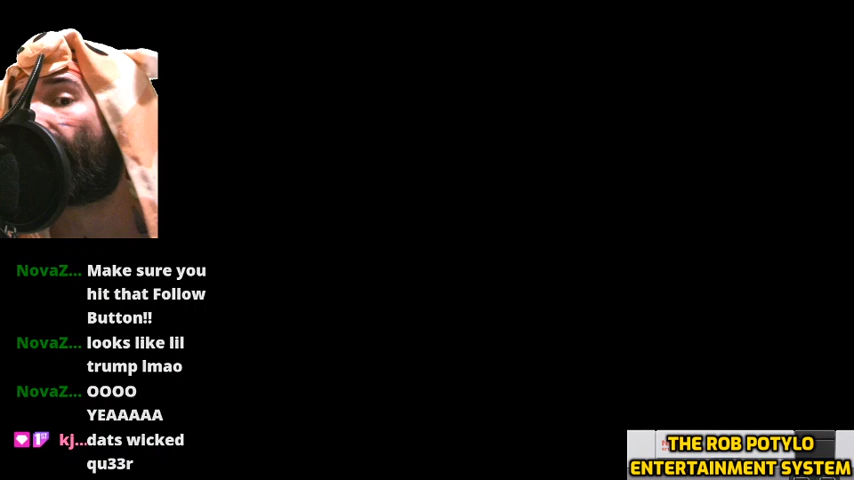 NovaZ... Make sure you
hit that Follow
Button!!
NovaZ... looks like lil
trump lmao
NovaZ... OOOO
YEAAAAA
kj... dats wicked
qu33r
THE ROB POTYLO
ENTERTAINMENT SYSTEM